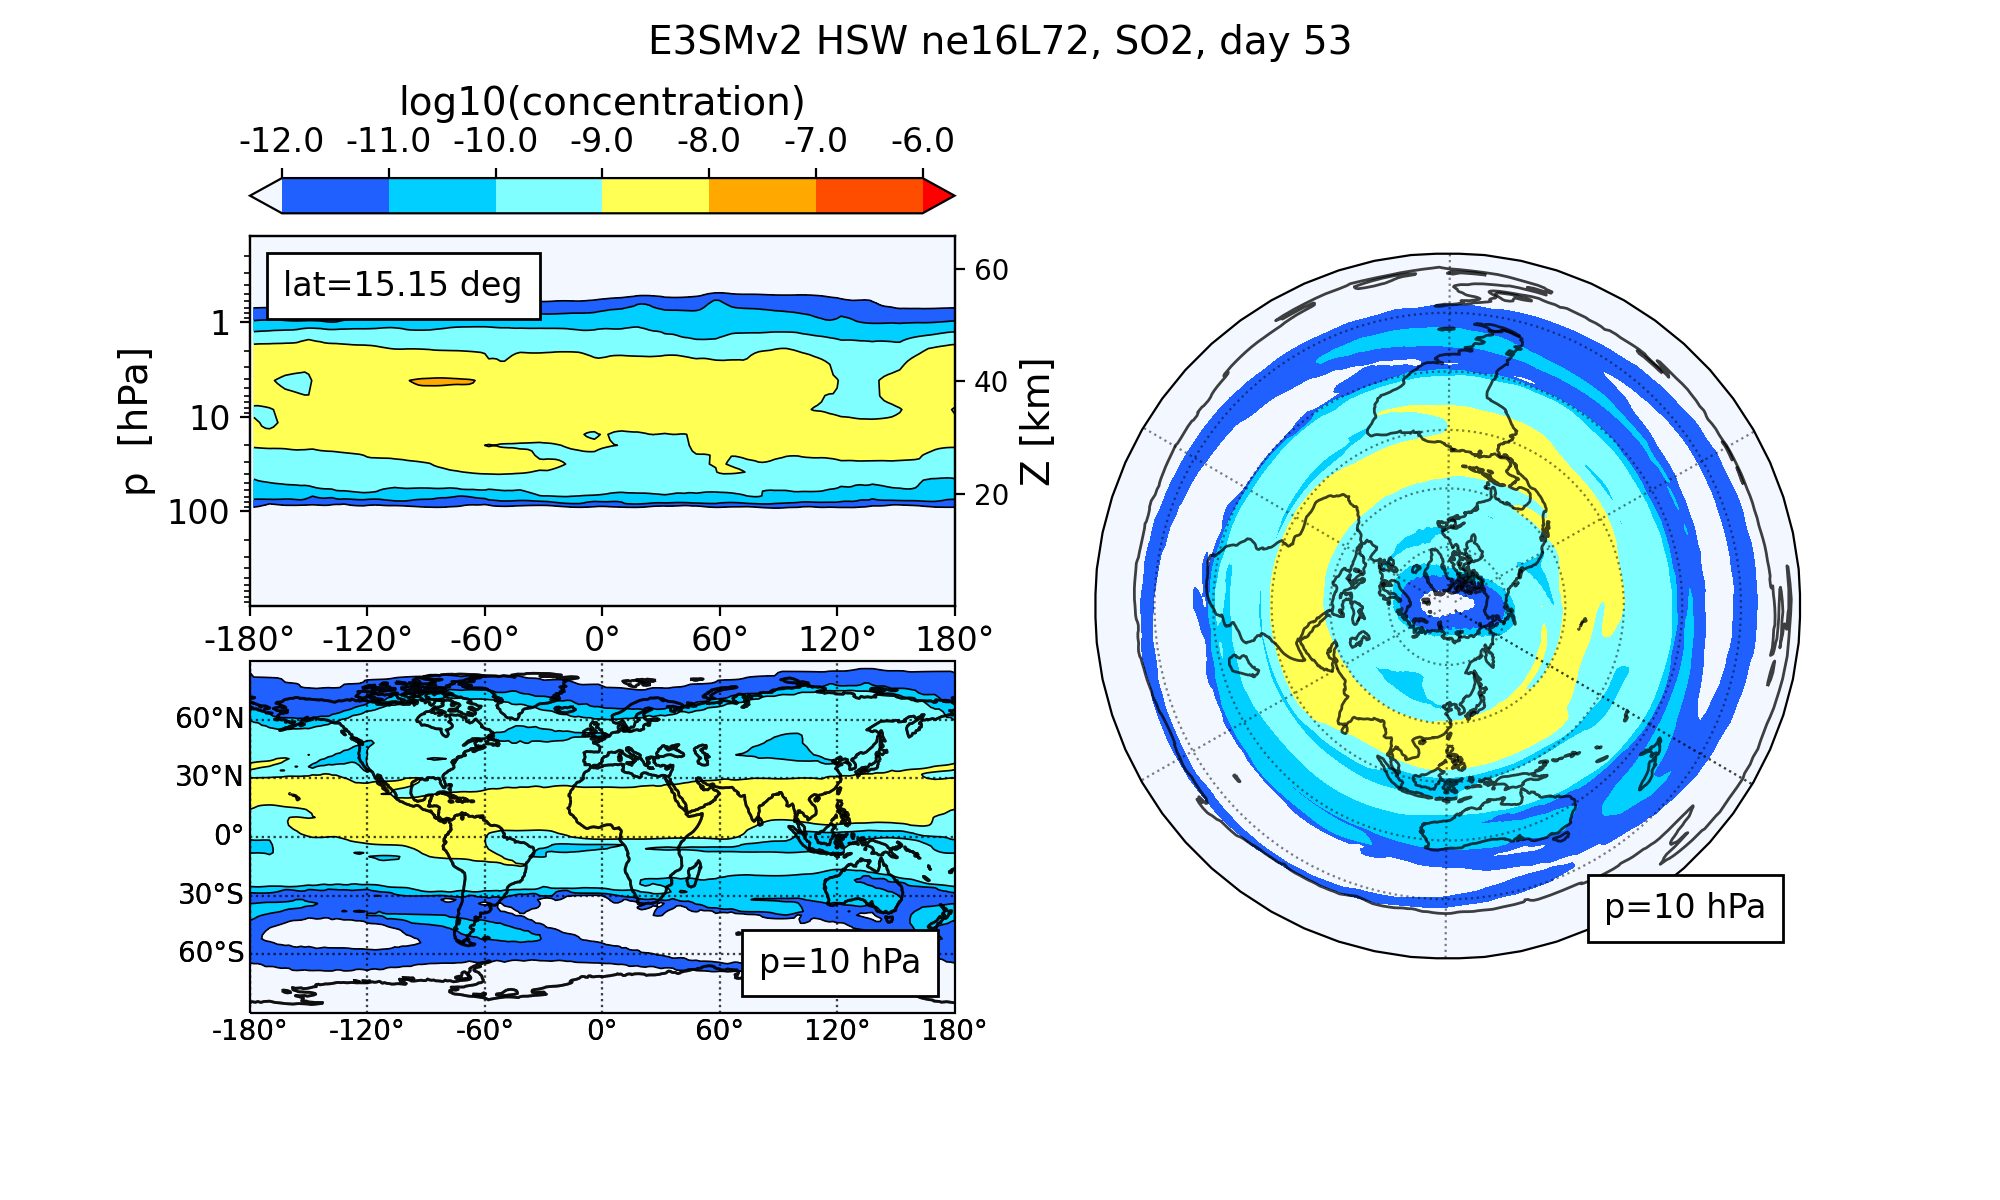 E3SMv2 HSW ne16L72, SO2, day 53
log10(concentration)
-12.0 -11.0 -10.0 -9.0 -8.0 -7.0 -6.0
lat=15.15 deg
p [hPa]
1
10
100
60
40
20
Z [km]
-180° -120° -60° 0° 60° 120° 180°
60°N
30°N
0°
30°S
60°S
p=10 hPa
-180° -120° -60° 0° 60° 120° 180°
p=10 hPa